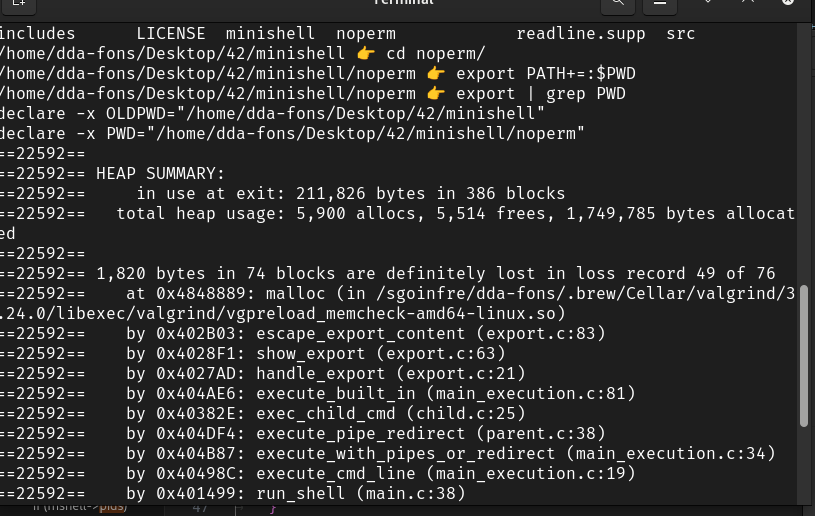 Terminal
includes      LICENSE  minishell  noperm            readline.supp  src
/home/dda-fons/Desktop/42/minishell 👉 cd noperm/
/home/dda-fons/Desktop/42/minishell/noperm 👉 export PATH+=:$PWD
/home/dda-fons/Desktop/42/minishell/noperm 👉 export | grep PWD
declare -x OLDPWD="/home/dda-fons/Desktop/42/minishell"
declare -x PWD="/home/dda-fons/Desktop/42/minishell/noperm"
==22592==
==22592== HEAP SUMMARY:
==22592==     in use at exit: 211,826 bytes in 386 blocks
==22592==   total heap usage: 5,900 allocs, 5,514 frees, 1,749,785 bytes allocat
ed
==22592==
==22592== 1,820 bytes in 74 blocks are definitely lost in loss record 49 of 76
==22592==    at 0x4848889: malloc (in /sgoinfre/dda-fons/.brew/Cellar/valgrind/3
.24.0/libexec/valgrind/vgpreload_memcheck-amd64-linux.so)
==22592==    by 0x402B03: escape_export_content (export.c:83)
==22592==    by 0x4028F1: show_export (export.c:63)
==22592==    by 0x4027AD: handle_export (export.c:21)
==22592==    by 0x404AE6: execute_built_in (main_execution.c:81)
==22592==    by 0x40382E: exec_child_cmd (child.c:25)
==22592==    by 0x404DF4: execute_pipe_redirect (parent.c:38)
==22592==    by 0x404B87: execute_with_pipes_or_redirect (main_execution.c:34)
==22592==    by 0x40498C: execute_cmd_line (main_execution.c:19)
==22592==    by 0x401499: run_shell (main.c:38)
if (mshell->pids)    47    }